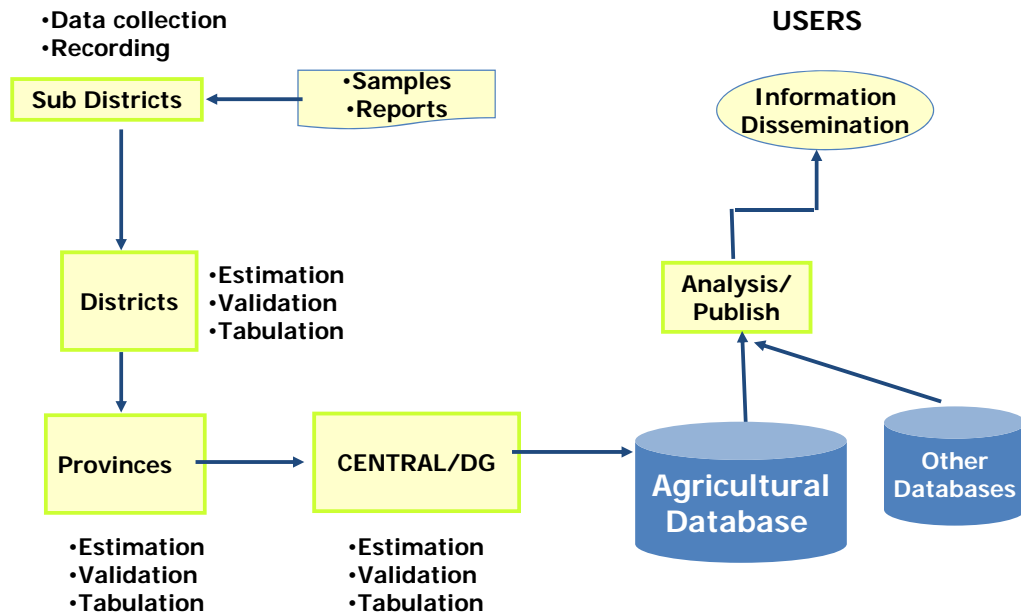 •Data collection
•Recording
Sub Districts
•Samples
•Reports
Districts
•Estimation
•Validation
•Tabulation
Provinces
•Estimation
•Validation
•Tabulation
CENTRAL/DG
•Estimation
•Validation
•Tabulation
Agricultural
Database
Other
Databases
Analysis/
Publish
Information
Dissemination
USERS